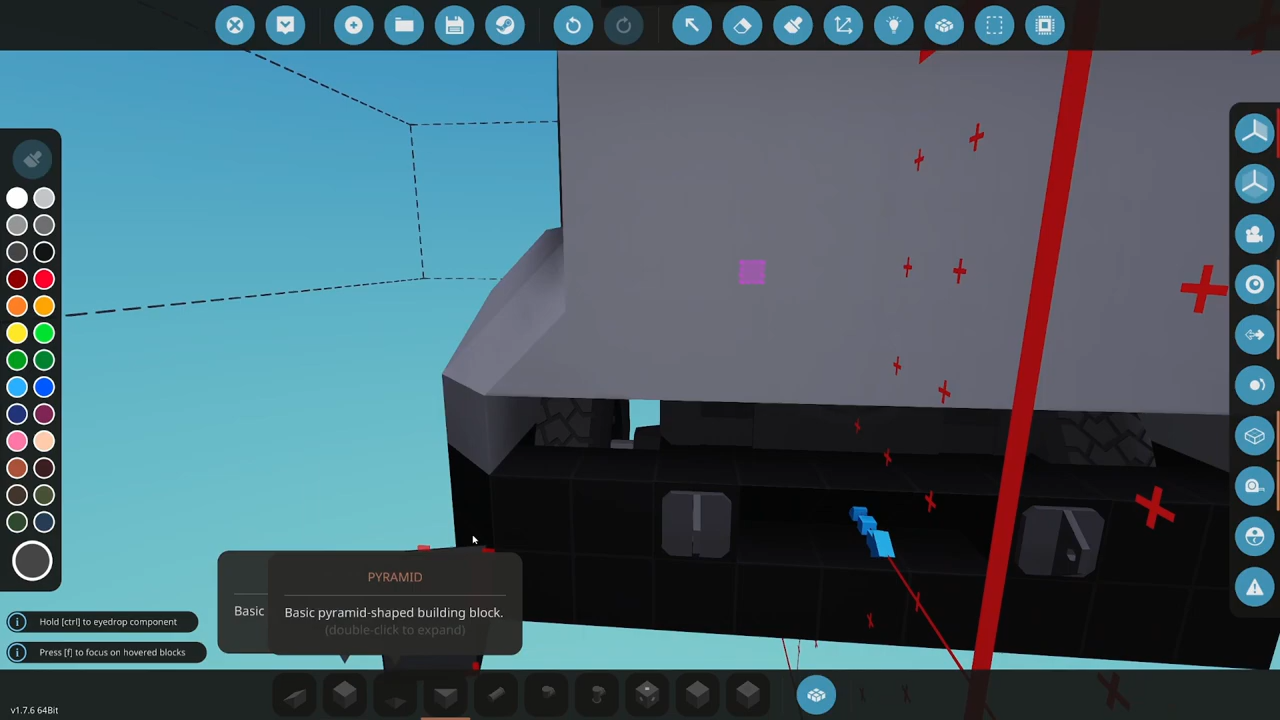 PYRAMID
Basic
Basic pyramid-shaped building block.
(double-click to expand)
Hold [ctrl] to eyedrop component
Press [f] to focus on hovered blocks
v1.7.6 64Bit